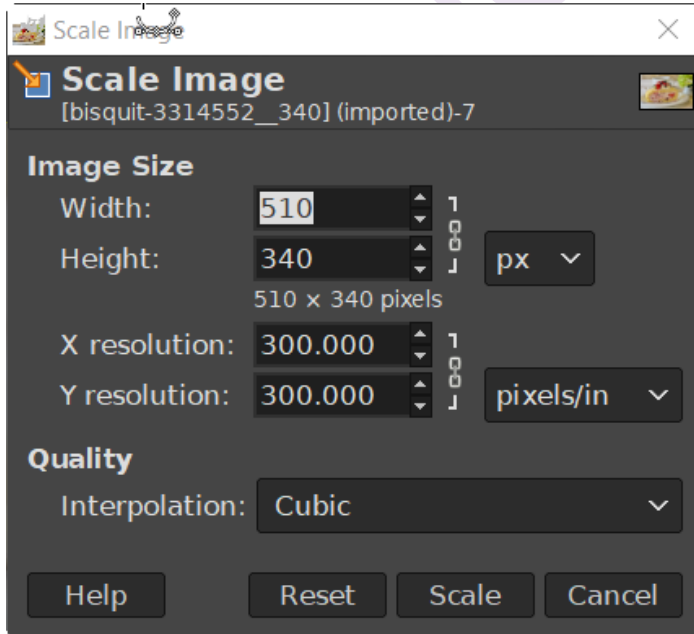 Scale Image
Scale Image
[bisquit-3314552__340] (imported)-7
Image Size
Width: 510
Height: 340 px
510 × 340 pixels
X resolution: 300.000
Y resolution: 300.000 pixels/in
Quality
Interpolation: Cubic
Help Reset Scale Cancel